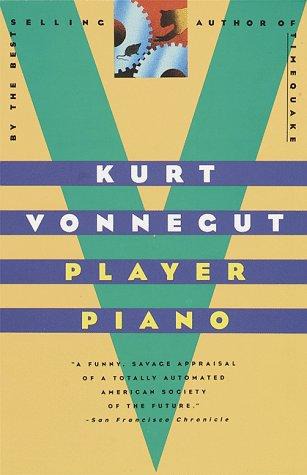 BY THE BEST SELLING AUTHOR OF TIMEQUAKE
KURT
VONNEGUT
PLAYER
PIANO
"A FUNNY, SAVAGE APPRAISAL
OF A TOTALLY AUTOMATED
AMERICAN SOCIETY
OF THE FUTURE."
–San Francisco Chronicle